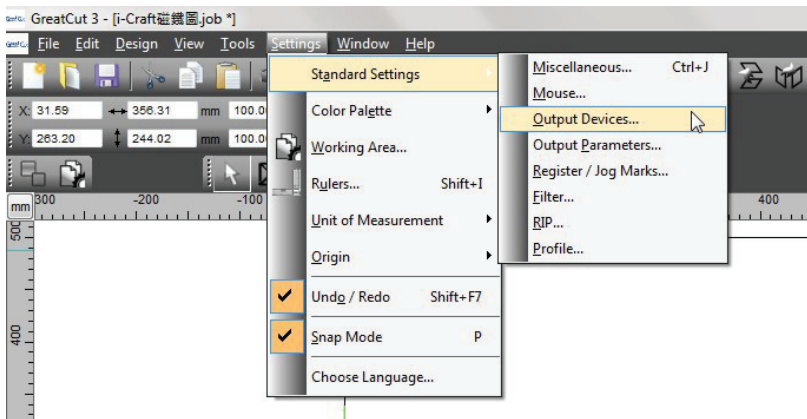 GreatCut 3 - [i-Craft磁鐵圖.job *]
File Edit Design View Tools Settings Window Help
X: 31.59 356.31 mm 100.0
Y: 263.20 244.02 mm 100.0
Standard Settings
Color Palette
Working Area...
Rulers... Shift+I
Unit of Measurement
Origin
Undo / Redo Shift+F7
Snap Mode P
Choose Language...
Miscellaneous... Ctrl+J
Mouse...
Output Devices...
Output Parameters...
Register / Jog Marks...
Filter...
RIP...
Profile...
mm 300 -200 -100 400
500
400